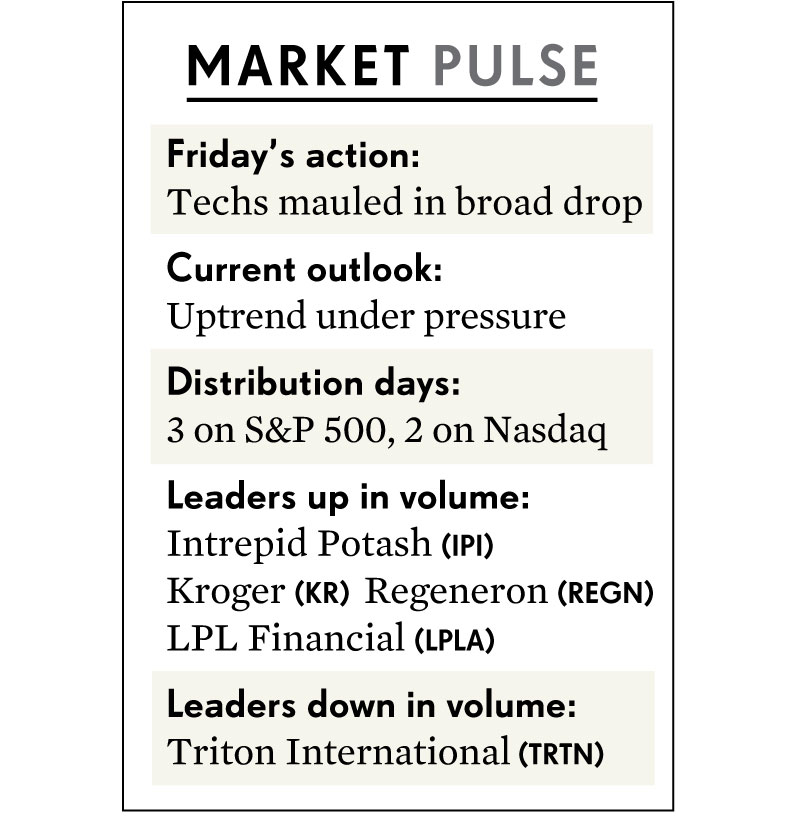 MARKET PULSE
Friday’s action:
Techs mauled in broad drop
Current outlook:
Uptrend under pressure
Distribution days:
3 on S&P 500, 2 on Nasdaq
Leaders up in volume:
Intrepid Potash (IPI)
Kroger (KR) Regeneron (REGN)
LPL Financial (LPLA)
Leaders down in volume:
Triton International (TRTN)